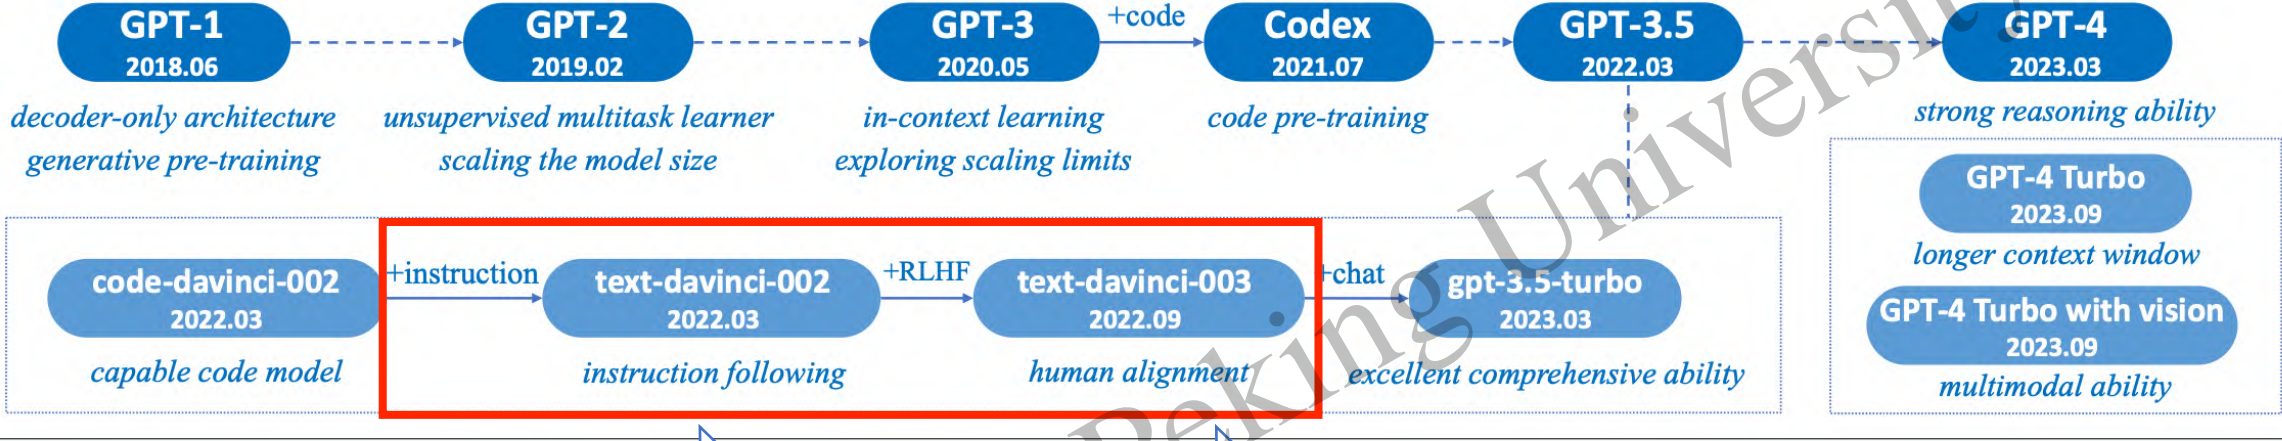 GPT-1
2018.06
GPT-2
2019.02
GPT-3
2020.05
+code
Codex
2021.07
GPT-3.5
2022.03
GPT-4
2023.03
decoder-only architecture
generative pre-training
unsupervised multitask learner
scaling the model size
in-context learning
exploring scaling limits
code pre-training
strong reasoning ability
GPT-4 Turbo
2023.09
longer context window
GPT-4 Turbo with vision
2023.09
multimodal ability
code-davinci-002
2022.03
capable code model
+instruction
text-davinci-002
2022.03
instruction following
+RLHF
text-davinci-003
2022.09
human alignment
+chat
gpt-3.5-turbo
2023.03
excellent comprehensive ability
Peking University